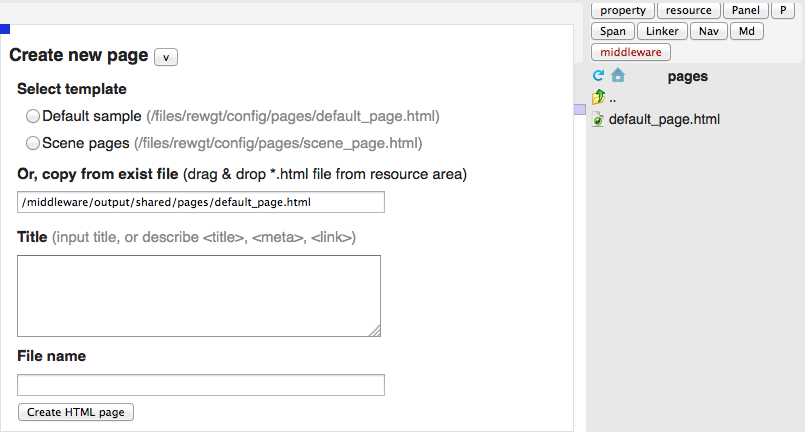 Create new page v
Select template
Default sample (/files/rewgt/config/pages/default_page.html)
Scene pages (/files/rewgt/config/pages/scene_page.html)
Or, copy from exist file (drag & drop *.html file from resource area)
/middleware/output/shared/pages/default_page.html
Title (input title, or describe <title>, <meta>, <link>)
File name
Create HTML page
property resource Panel P
Span Linker Nav Md
middleware
pages
..
default_page.html